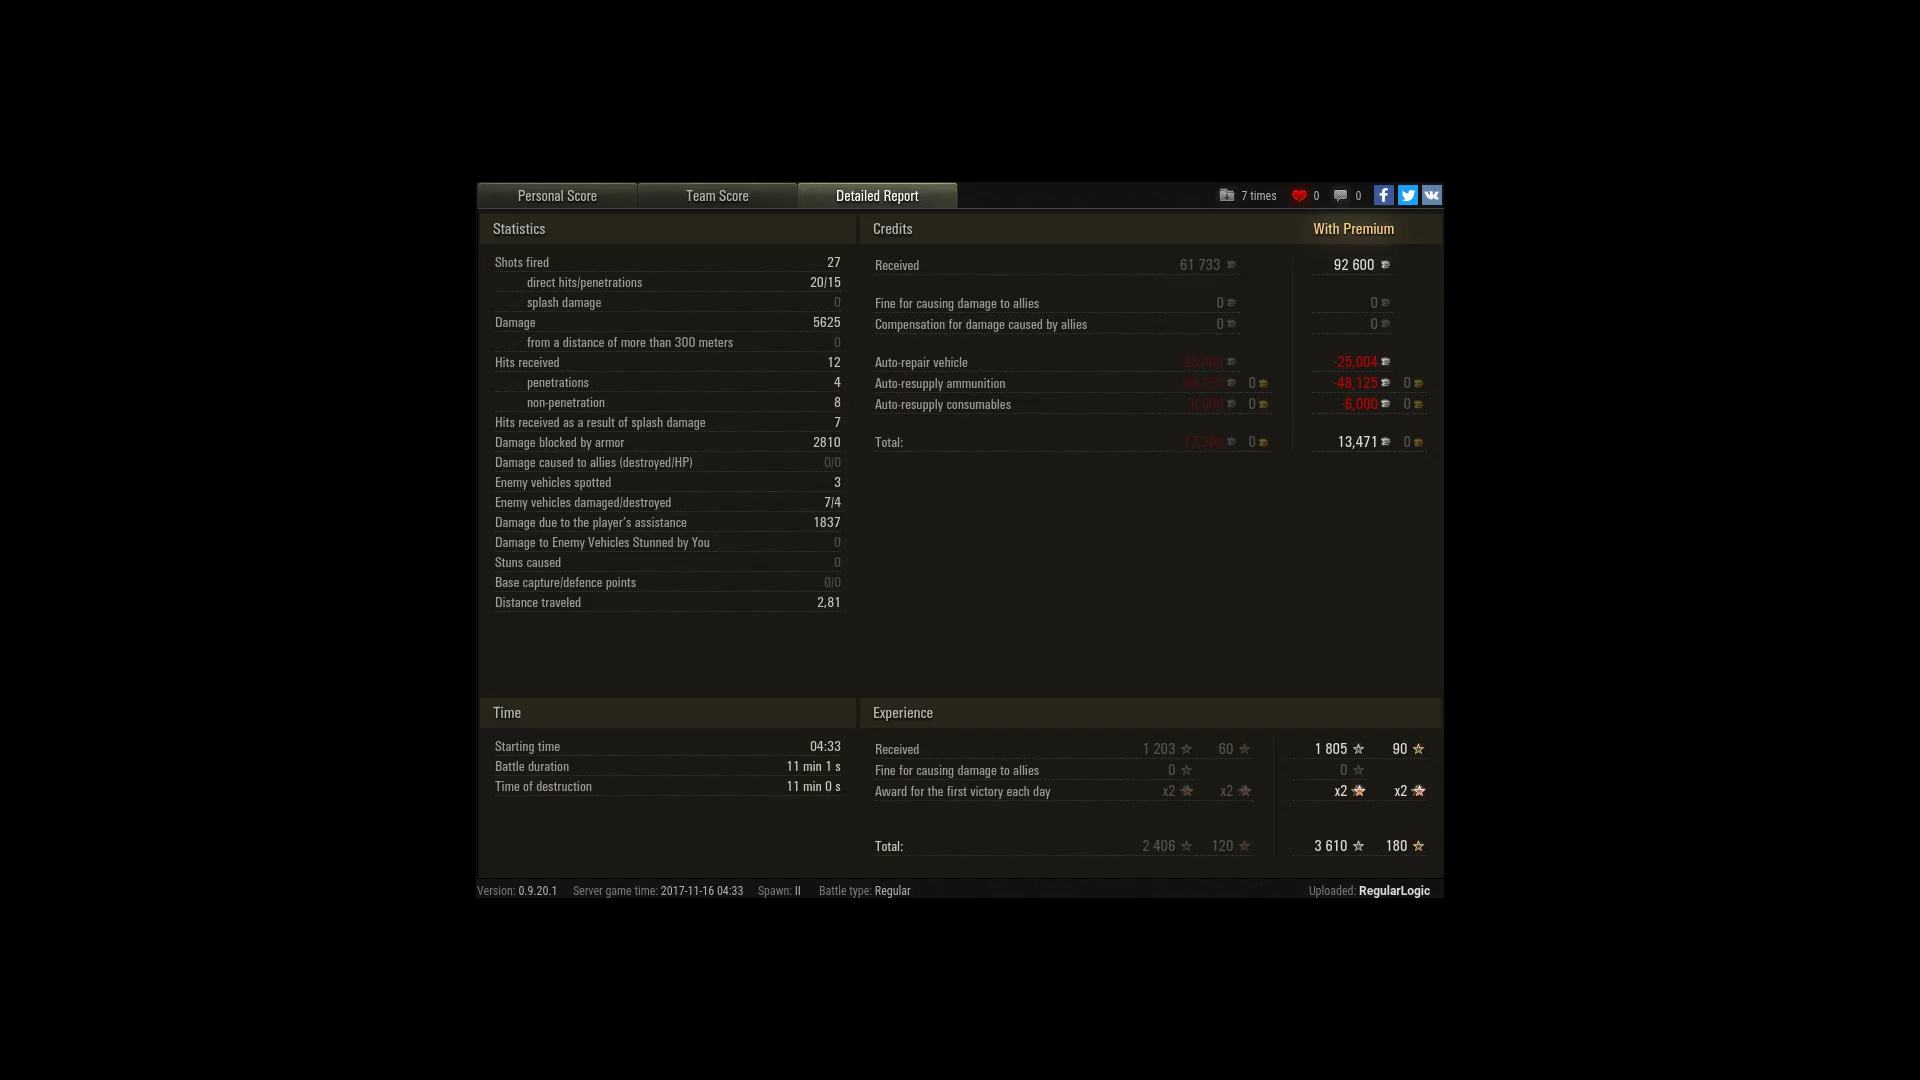 Personal Score Team Score Detailed Report 7 times 0 0
Statistics
Shots fired 27
direct hits/penetrations 20/15
splash damage 0
Damage 5625
from a distance of more than 300 meters 0
Hits received 12
penetrations 4
non-penetration 8
Hits received as a result of splash damage 7
Damage blocked by armor 2810
Damage caused to allies (destroyed/HP) 0/0
Enemy vehicles spotted 3
Enemy vehicles damaged/destroyed 7/4
Damage due to the player's assistance 1837
Damage to Enemy Vehicles Stunned by You 0
Stuns caused 0
Base capture/defence points 0/0
Distance traveled 2,81
Credits With Premium
Received 61 733 92 600
Fine for causing damage to allies 0 0
Compensation for damage caused by allies 0 0
Auto-repair vehicle -25,004
Auto-resupply ammunition 0 -48,125 0
Auto-resupply consumables 0 -6,000 0
Total: 0 13,471 0
Time
Starting time 04:33
Battle duration 11 min 1 s
Time of destruction 11 min 0 s
Experience
Received 1 203 60 1 805 90
Fine for causing damage to allies 0 0
Award for the first victory each day x2 x2 x2 x2
Total: 2 406 120 3 610 180
Version: 0.9.20.1 Server game time: 2017-11-16 04:33 Spawn: II Battle type: Regular Uploaded: RegularLogic